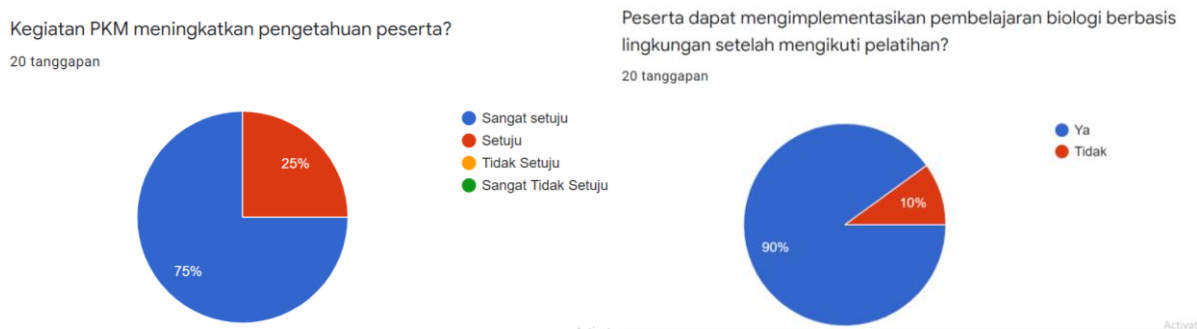 Kegiatan PKM meningkatkan pengetahuan peserta?
20 tanggapan
25%
75%
Sangat setuju
Setuju
Tidak Setuju
Sangat Tidak Setuju
Peserta dapat mengimplementasikan pembelajaran biologi berbasis
lingkungan setelah mengikuti pelatihan?
20 tanggapan
10%
90%
Ya
Tidak
Activat